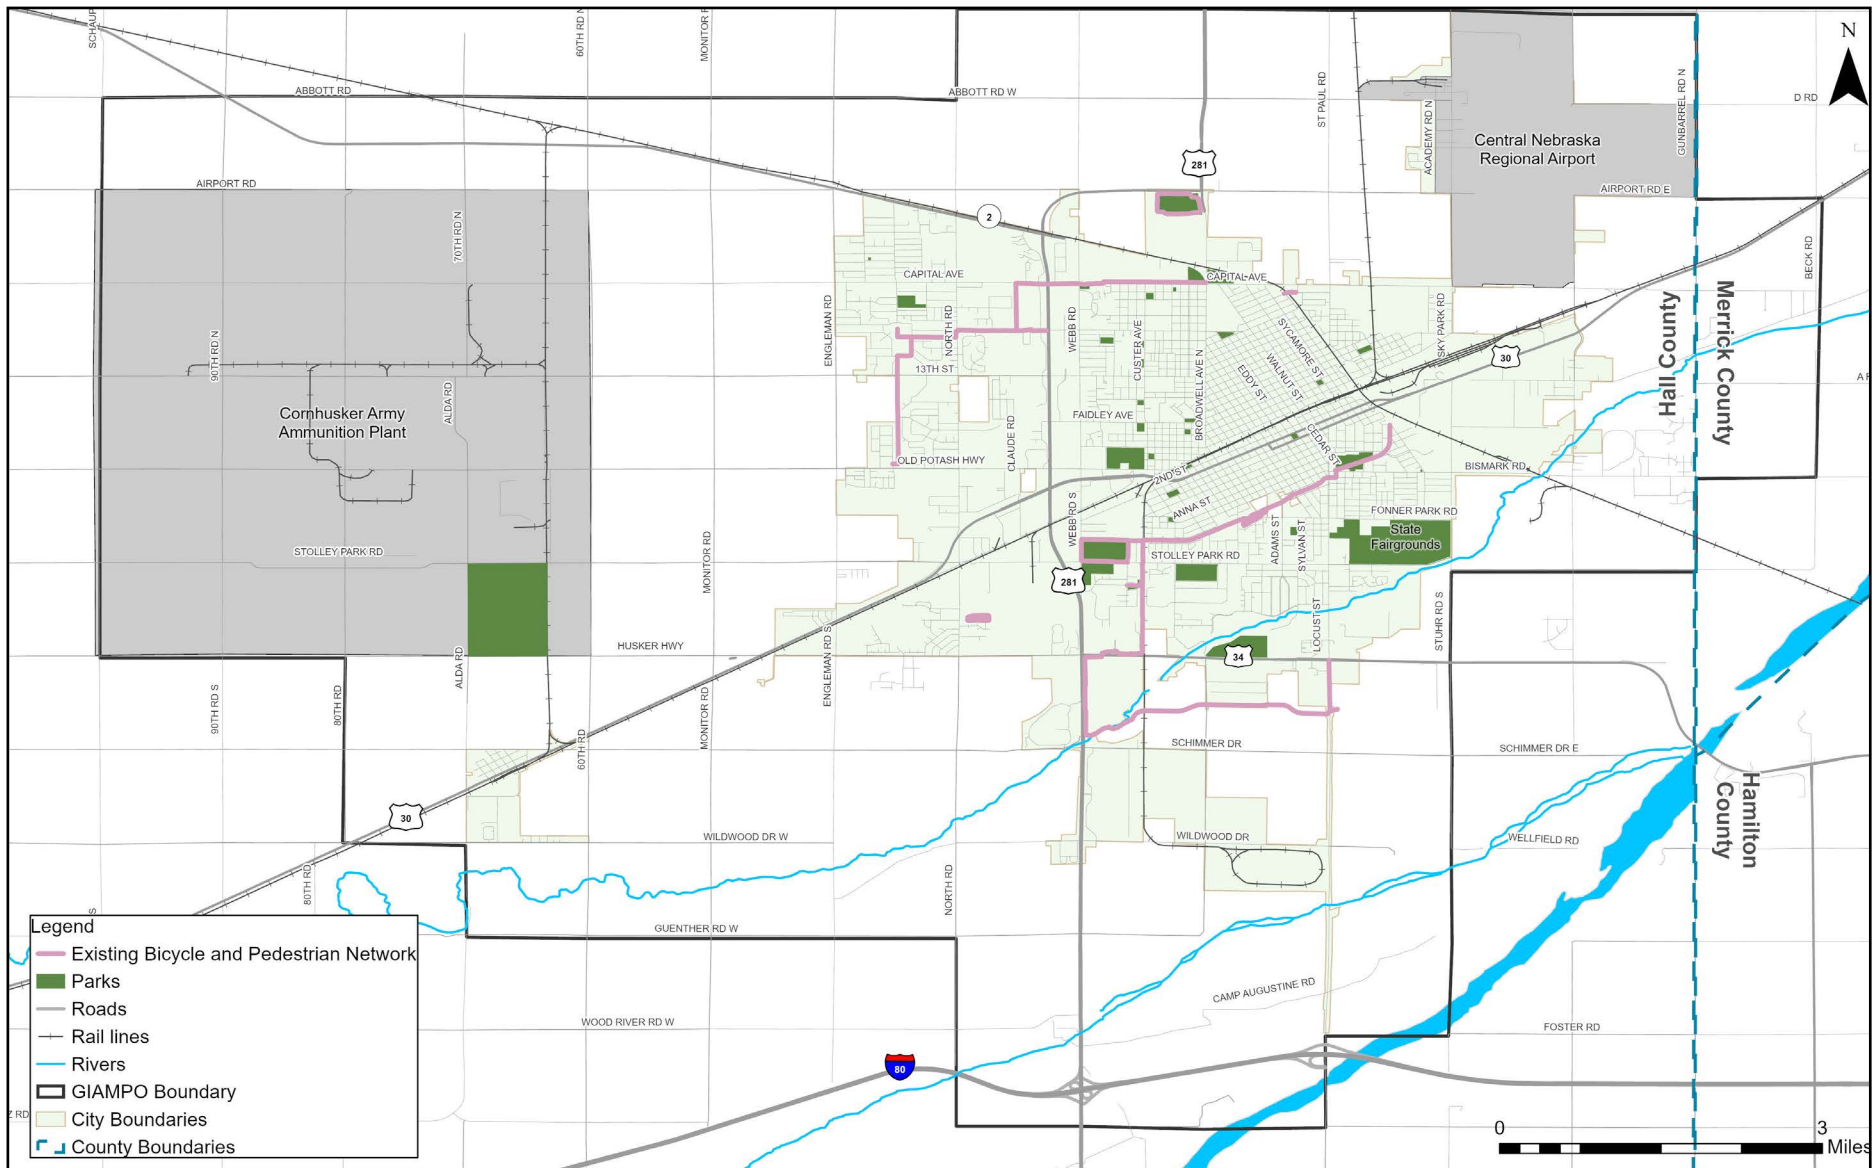 60TH RD N
N
ST PAUL RD
ABBOTT RD
ABBOTT RD W
D RD
GUNBARREL RD N
ACADEMY RD N
Central Nebraska
Regional Airport
281
AIRPORT RD
AIRPORT RD E
2
70TH RD N
BECK RD
CAPITAL AVE
CAPITAL AVE
Hall County
Merrick County
ENGLEMAN RD
NORTH RD
WEBB RD
CUSTER AVE
SYCAMORE ST
SKY PARK RD
90TH RD N
30
13TH ST
WALNUT ST
EDDY ST
BROADWELL AVE N
ALDA RD
Cornhusker Army
Ammunition Plant
FAIDLEY AVE
CLAUDE RD
CEDAR ST
OLD POTASH HWY
2ND ST
BISMARK RD
ANNA ST
WEBB RD S
FONNER PARK RD
State
Fairgrounds
ADAMS ST
SYLVAN ST
STOLLEY PARK RD
MONITOR RD
STOLLEY PARK RD
281
STUHR RD S
LOCUST ST
HUSKER HWY
34
ENGLEMAN RD S
ALDA RD
90TH RD S
80TH RD
MONITOR RD
60TH RD
SCHIMMER DR
SCHIMMER DR E
Hamilton
County
30
WILDWOOD DR W
WILDWOOD DR
WELLFIELD RD
80TH RD
NORTH RD
GUENTHER RD W
CAMP AUGUSTINE RD
WOOD RIVER RD W
FOSTER RD
80
Legend
Existing Bicycle and Pedestrian Network
Parks
Roads
Rail lines
Rivers
GIAMPO Boundary
City Boundaries
County Boundaries
0 3
Miles